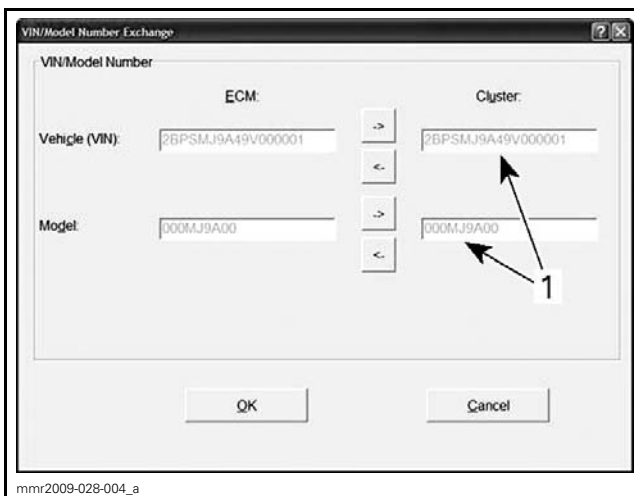 VIN/Model Number Exchange
VIN/Model Number
ECM: Cluster:
Vehicle (VIN): 2BPSMJ9A49V000001 -> 2BPSMJ9A49V000001
<-
Model: 000MJ9A00 -> 000MJ9A00
<-
1
OK Cancel
mmr2009-028-004_a